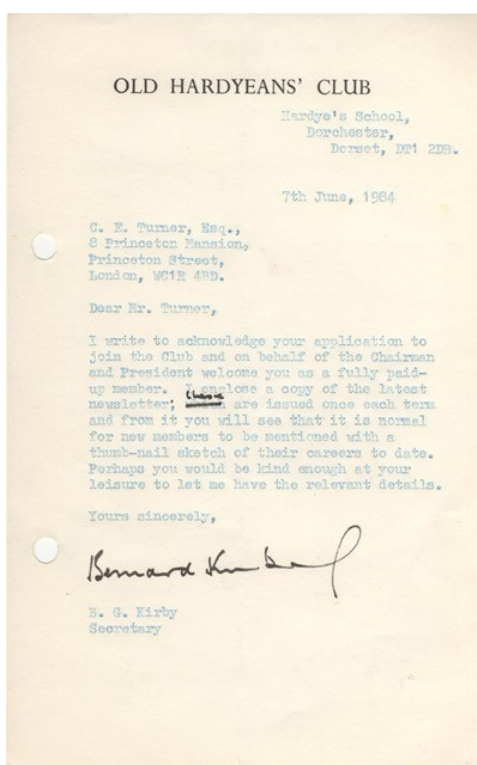 OLD HARDYEANS' CLUB
Hardye's School,
Dorchester,
Dorset, DT1 2DB.
7th June, 1984
C. E. Turner, Esq.,
8 Princeton Mansion,
Princeton Street,
London, WC1R 4BD.
Dear Mr. Turner,
I write to acknowledge your application to
join the Club and on behalf of the Chairman
and President welcome you as a fully paid-
up member. I enclose a copy of the latest
newsletter; these are issued once each term
and from it you will see that it is normal
for new members to be mentioned with a
thumb-nail sketch of their careers to date.
Perhaps you would be kind enough at your
leisure to let me have the relevant details.
Yours sincerely,
Bernard Kirby
B. G. Kirby
Secretary